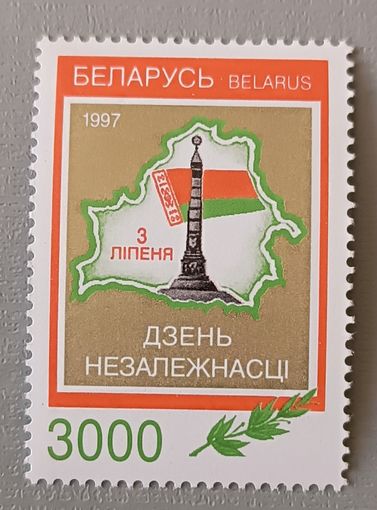 БЕЛАРУСЬ BELARUS
1997
3
ЛІПЕНЯ
ДЗЕНЬ
НЕЗАЛЕЖНАСЦІ
3000